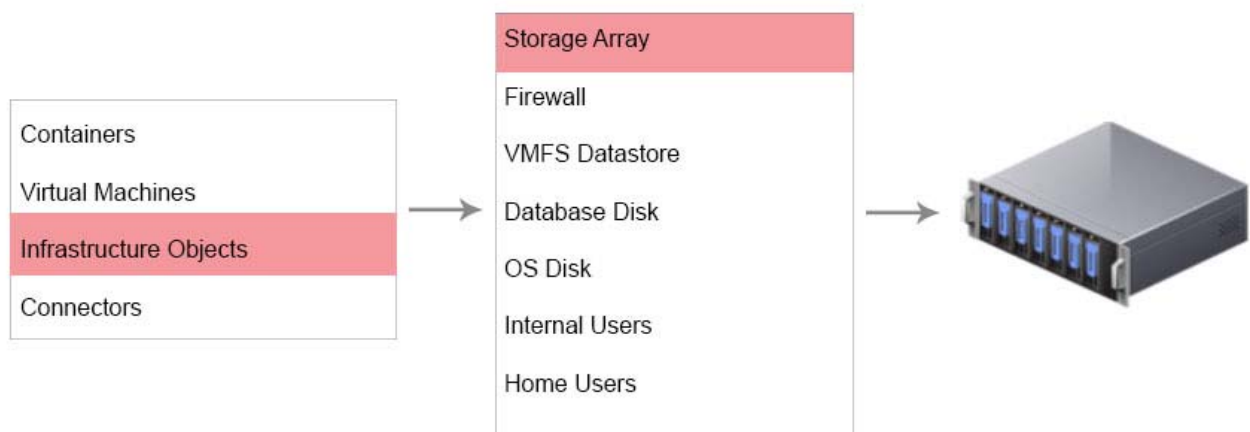 Containers
Virtual Machines
Infrastructure Objects
Connectors
Storage Array
Firewall
VMFS Datastore
Database Disk
OS Disk
Internal Users
Home Users